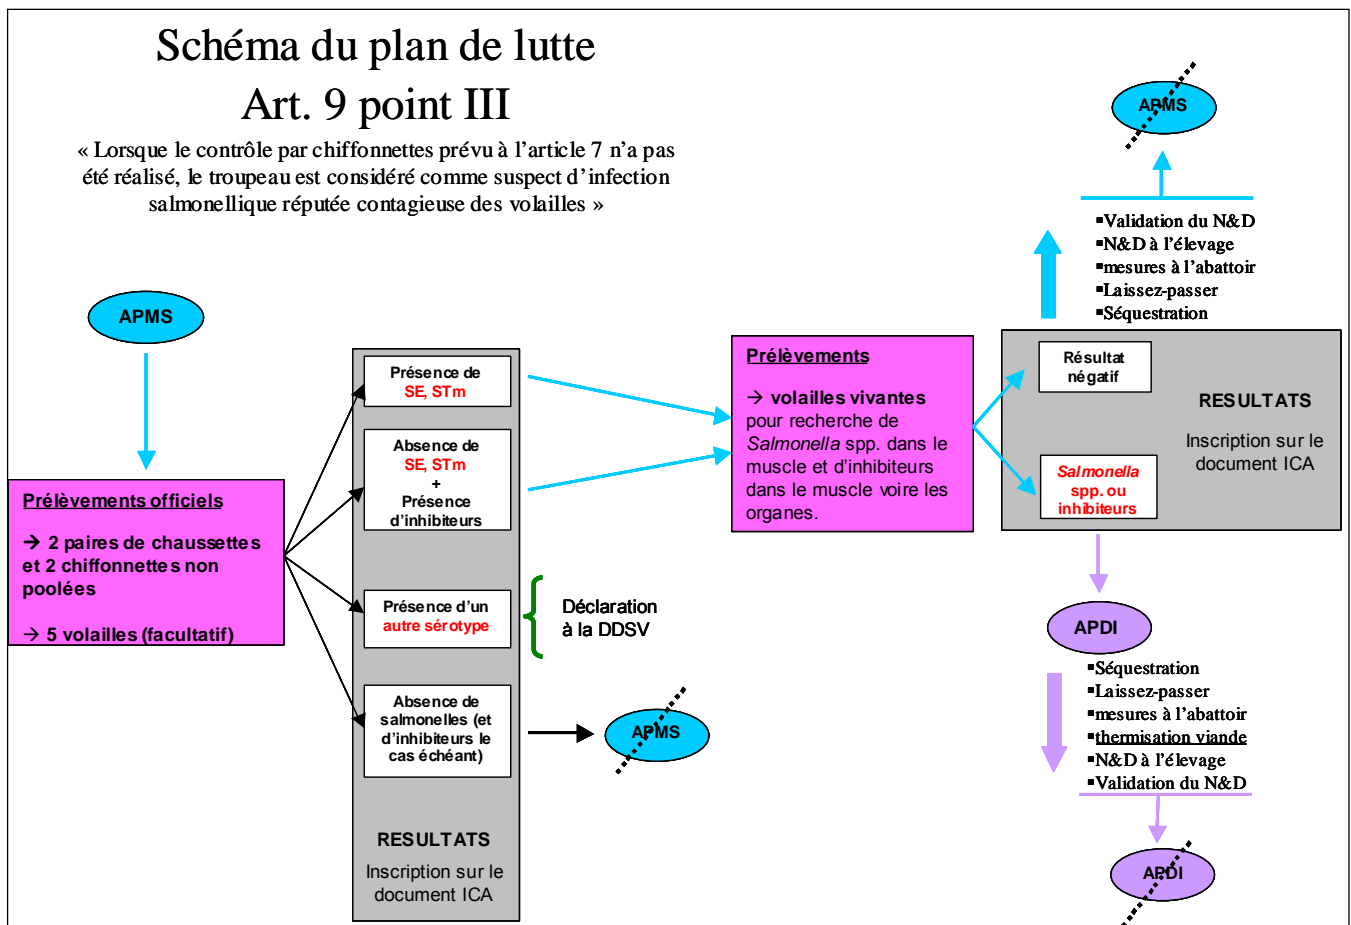 Schéma du plan de lutte
Art. 9 point III
« Lorsque le contrôle par chiffonnettes prévu à l'article 7 n'a pas
été réalisé, le troupeau est considéré comme suspect d'infection
salmonellique réputée contagieuse des volailles »
APMS
Prélèvements officiels
→ 2 paires de chaussettes
et 2 chiffonnettes non
poolées
→ 5 volailles (facultatif)
Présence de
SE, STm
Absence de
SE, STm
+
Présence
d'inhibiteurs
Présence d'un
autre sérotype
Absence de
salmonelles (et
d'inhibiteurs le
cas échéant)
RESULTATS
Inscription sur le
document ICA
Déclaration
à la DDSV
APMS
Prélèvements
→ volailles vivantes
pour recherche de
Salmonella spp. dans le
muscle et d'inhibiteurs
dans le muscle voire les
organes.
APMS
▪Validation du N&D
▪N&D à l'élevage
▪mesures à l'abattoir
▪Laissez-passer
▪Séquestration
Résultat
négatif
Salmonella
spp. ou
inhibiteurs
RESULTATS
Inscription sur le
document ICA
APDI
▪Séquestration
▪Laissez-passer
▪mesures à l'abattoir
▪thermisation viande
▪N&D à l'élevage
▪Validation du N&D
APDI